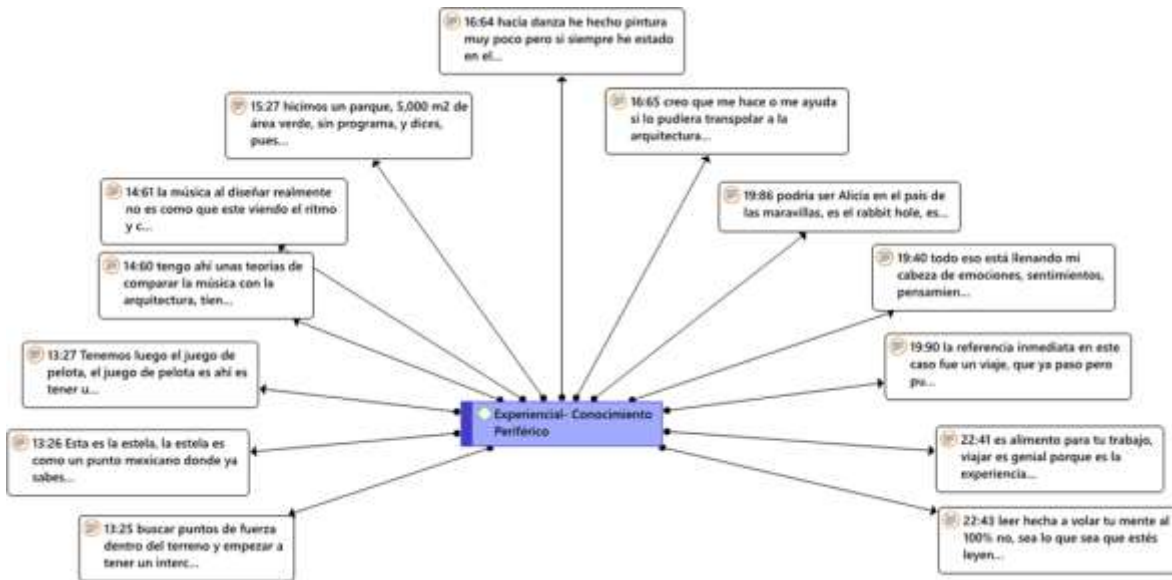 16:64 hacía danza he hecho pintura
muy poco pero si siempre he estado
en el...
15:27 hicimos un parque, 5,000 m2 de
área verde, sin programa, y dices,
pues...
16:65 creo que me hace o me ayuda
si lo pudiera transpolar a la
arquitectura...
14:61 la música al diseñar realmente
no es como que este viendo el ritmo
y c...
19:86 podría ser Alicia en el país de
las maravillas, es el rabbit hole, es...
14:60 tengo ahí unas teorías de
comparar la música con la
arquitectura, tien...
19:40 todo eso está llenando mi
cabeza de emociones, sentimientos,
pensamien...
13:27 Tenemos luego el juego de
pelota, el juego de pelota es ahí es
tener u...
19:90 la referencia inmediata en este
caso fue un viaje, que ya paso pero
pu...
Experiencial- Conocimiento
Periférico
13:26 Esta es la estela, la estela es
como un punto mexicano donde ya
sabes...
22:41 es alimento para tu trabajo,
viajar es genial porque es la
experiencia...
13:25 buscar puntos de fuerza
dentro del terreno y empezar a
tener un interc...
22:43 leer hecha a volar tu mente al
100% no, sea lo que sea que estés
leyen...